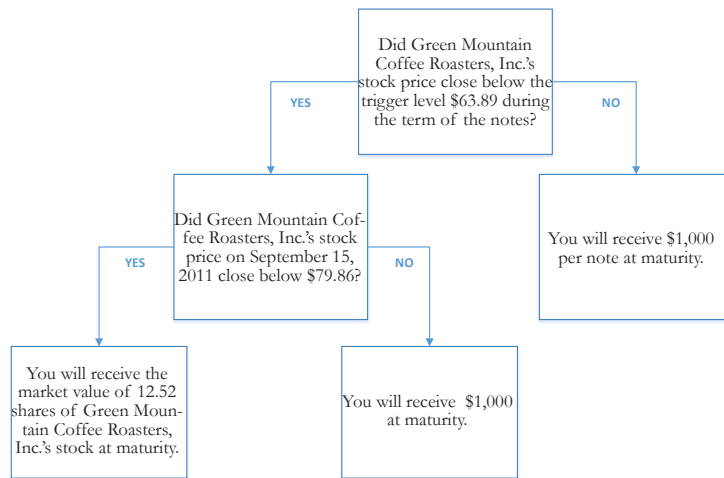 Did Green Mountain
Coffee Roasters, Inc.'s
stock price close below the
trigger level $63.89 during
the term of the notes?
YES
NO
Did Green Mountain Cof-
fee Roasters, Inc.'s stock
price on September 15,
2011 close below $79.86?
You will receive $1,000
per note at maturity.
YES
NO
You will receive the
market value of 12.52
shares of Green Moun-
tain Coffee Roasters,
Inc.'s stock at maturity.
You will receive $1,000
at maturity.